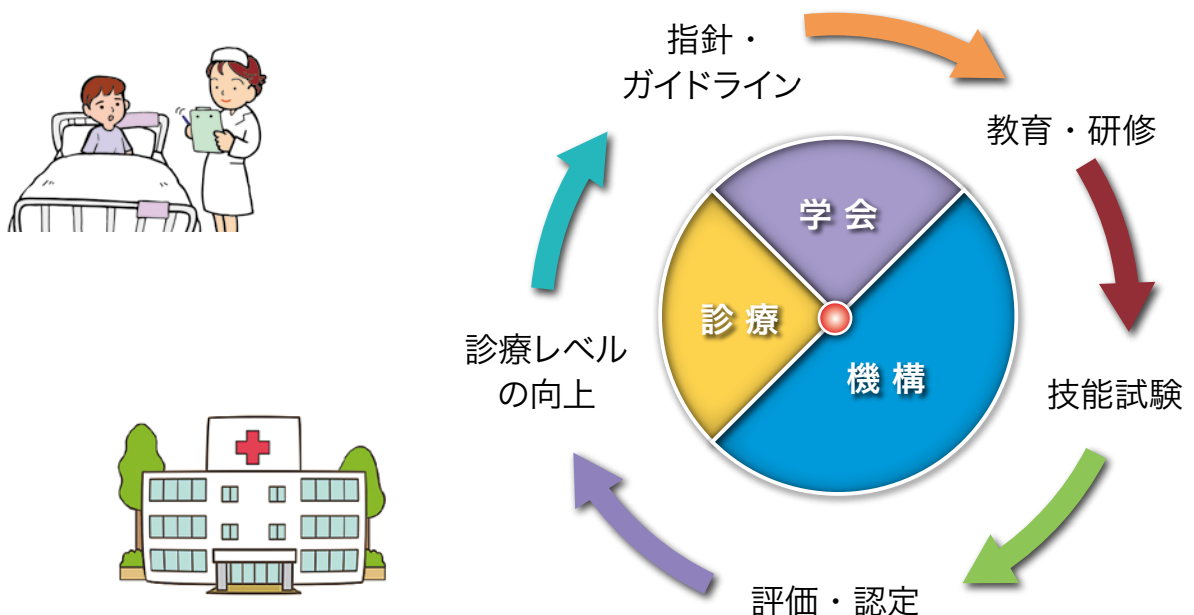 指針・
ガイドライン
教育・研修
学会
診療
機構
診療レベル
の向上
技能試験
評価・認定